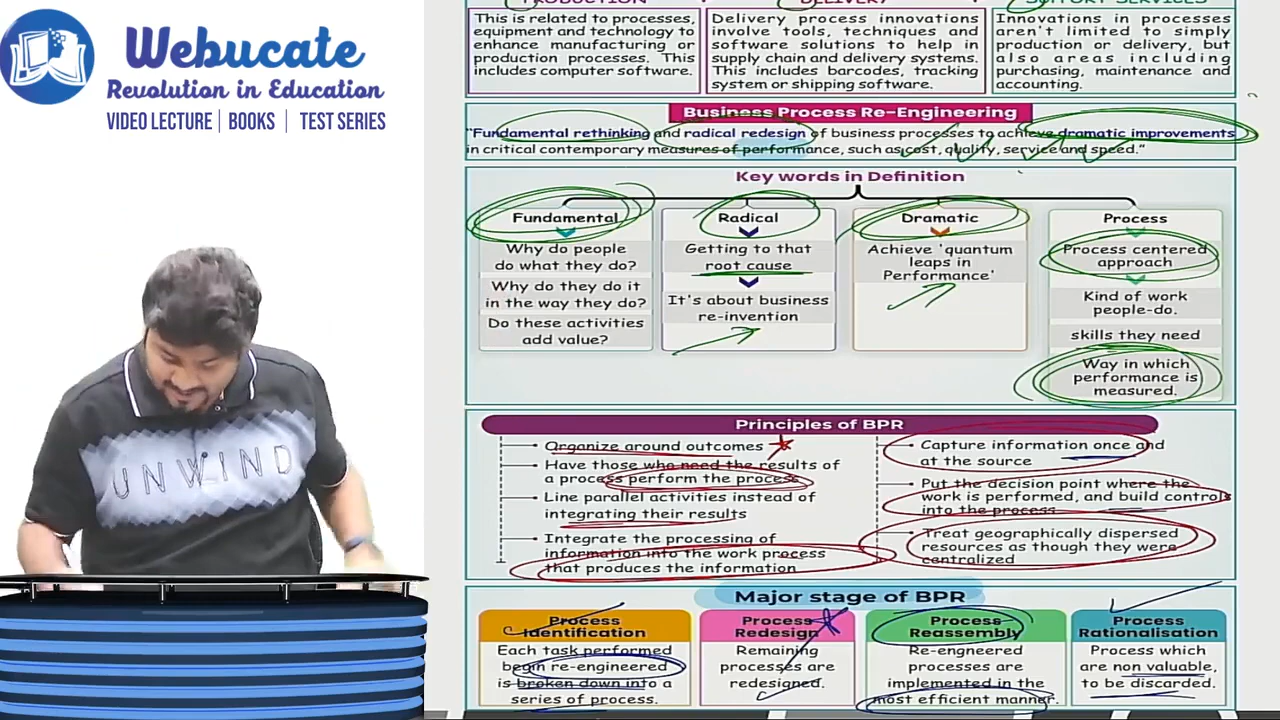 Webucate
Revolution in Education
VIDEO LECTURE | BOOKS | TEST SERIES
UNWIND
PRODUCTION
DELIVERY
SUPPORT SERVICES
This is related to processes,
equipment and technology to
enhance manufacturing or
production processes. This
includes computer software.
Delivery process innovations
involve tools, techniques and
software solutions to help in
supply chain and delivery systems.
This includes barcodes, tracking
system or shipping software.
Innovations in processes
aren't limited to simply
production or delivery, but
also areas including
purchasing, maintenance and
accounting.
Business Process Re-Engineering
"Fundamental rethinking and radical redesign of business processes to achieve dramatic improvements
in critical contemporary measures of performance, such as cost, quality, service and speed."
Key words in Definition
Fundamental
Why do people
do what they do?
Why do they do it
in the way they do?
Do these activities
add value?
Radical
Getting to that
root cause
It's about business
re-invention
Dramatic
Achieve 'quantum
leaps in
Performance'
Process
Process centered
approach
Kind of work
people-do.
skills they need
Way in which
performance is
measured.
Principles of BPR
Organize around outcomes
Have those who need the results of
a process perform the process
Line parallel activities instead of
integrating their results
Integrate the processing of
information into the work process
that produces the information
Capture information once and
at the source
Put the decision point where the
work is performed, and build controls
into the process
Treat geographically dispersed
resources as though they were
centralized
Major stage of BPR
Process
Identification
Each task performed
begin re-engineered
is broken down into a
series of process.
Process
Redesign
Remaining
processes are
redesigned.
Process
Reassembly
Re-engneered
processes are
implemented in the
most efficient manner.
Process
Rationalisation
Process which
are non valuable,
to be discarded.